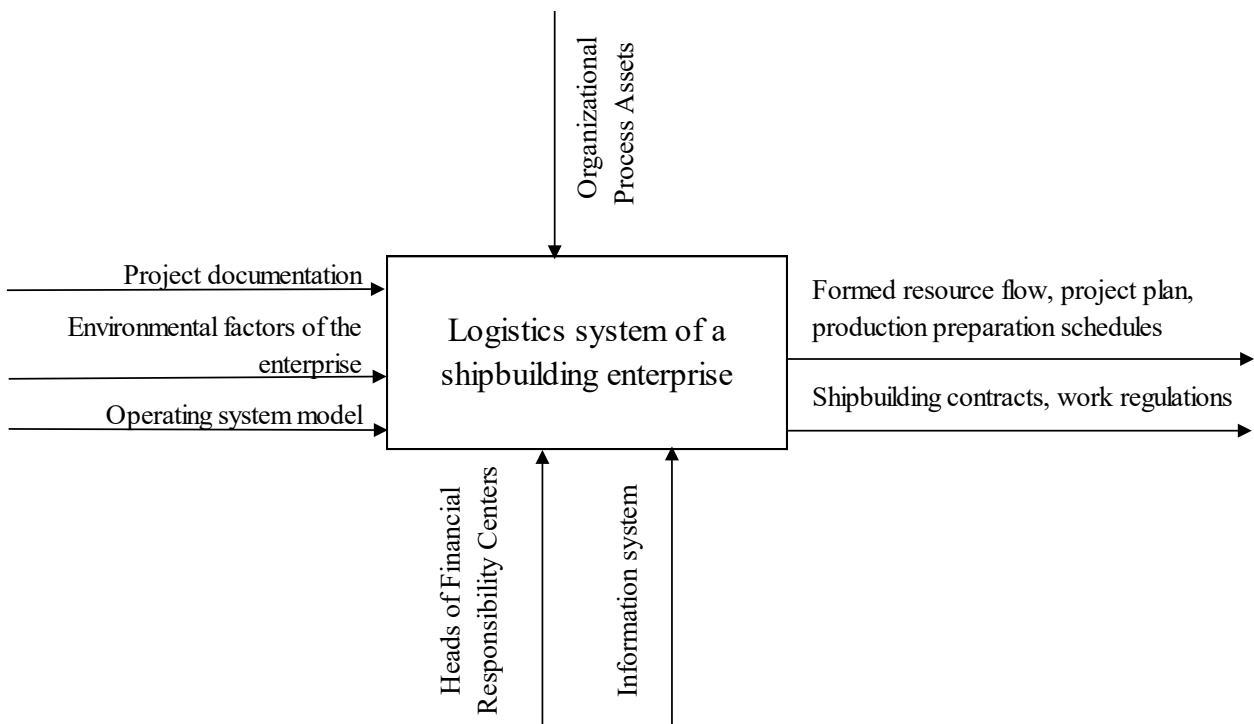 Organizational
Process Assets
Project documentation
Environmental factors of the
enterprise
Operating system model
Logistics system of a
shipbuilding enterprise
Formed resource flow, project plan,
production preparation schedules
Shipbuilding contracts, work regulations
Heads of Financial
Responsibility Centers
Information system